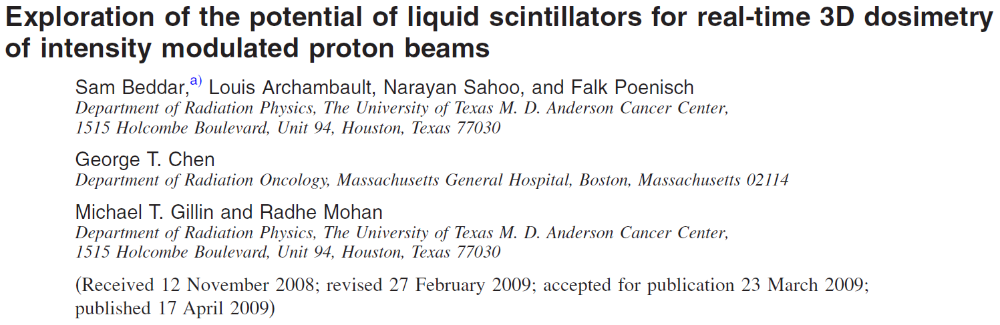 Exploration of the potential of liquid scintillators for real-time 3D dosimetry
of intensity modulated proton beams
Sam Beddar,a) Louis Archambault, Narayan Sahoo, and Falk Poenisch
Department of Radiation Physics, The University of Texas M. D. Anderson Cancer Center,
1515 Holcombe Boulevard, Unit 94, Houston, Texas 77030
George T. Chen
Department of Radiation Oncology, Massachusetts General Hospital, Boston, Massachusetts 02114
Michael T. Gillin and Radhe Mohan
Department of Radiation Physics, The University of Texas M. D. Anderson Cancer Center,
1515 Holcombe Boulevard, Unit 94, Houston, Texas 77030
(Received 12 November 2008; revised 27 February 2009; accepted for publication 23 March 2009;
published 17 April 2009)